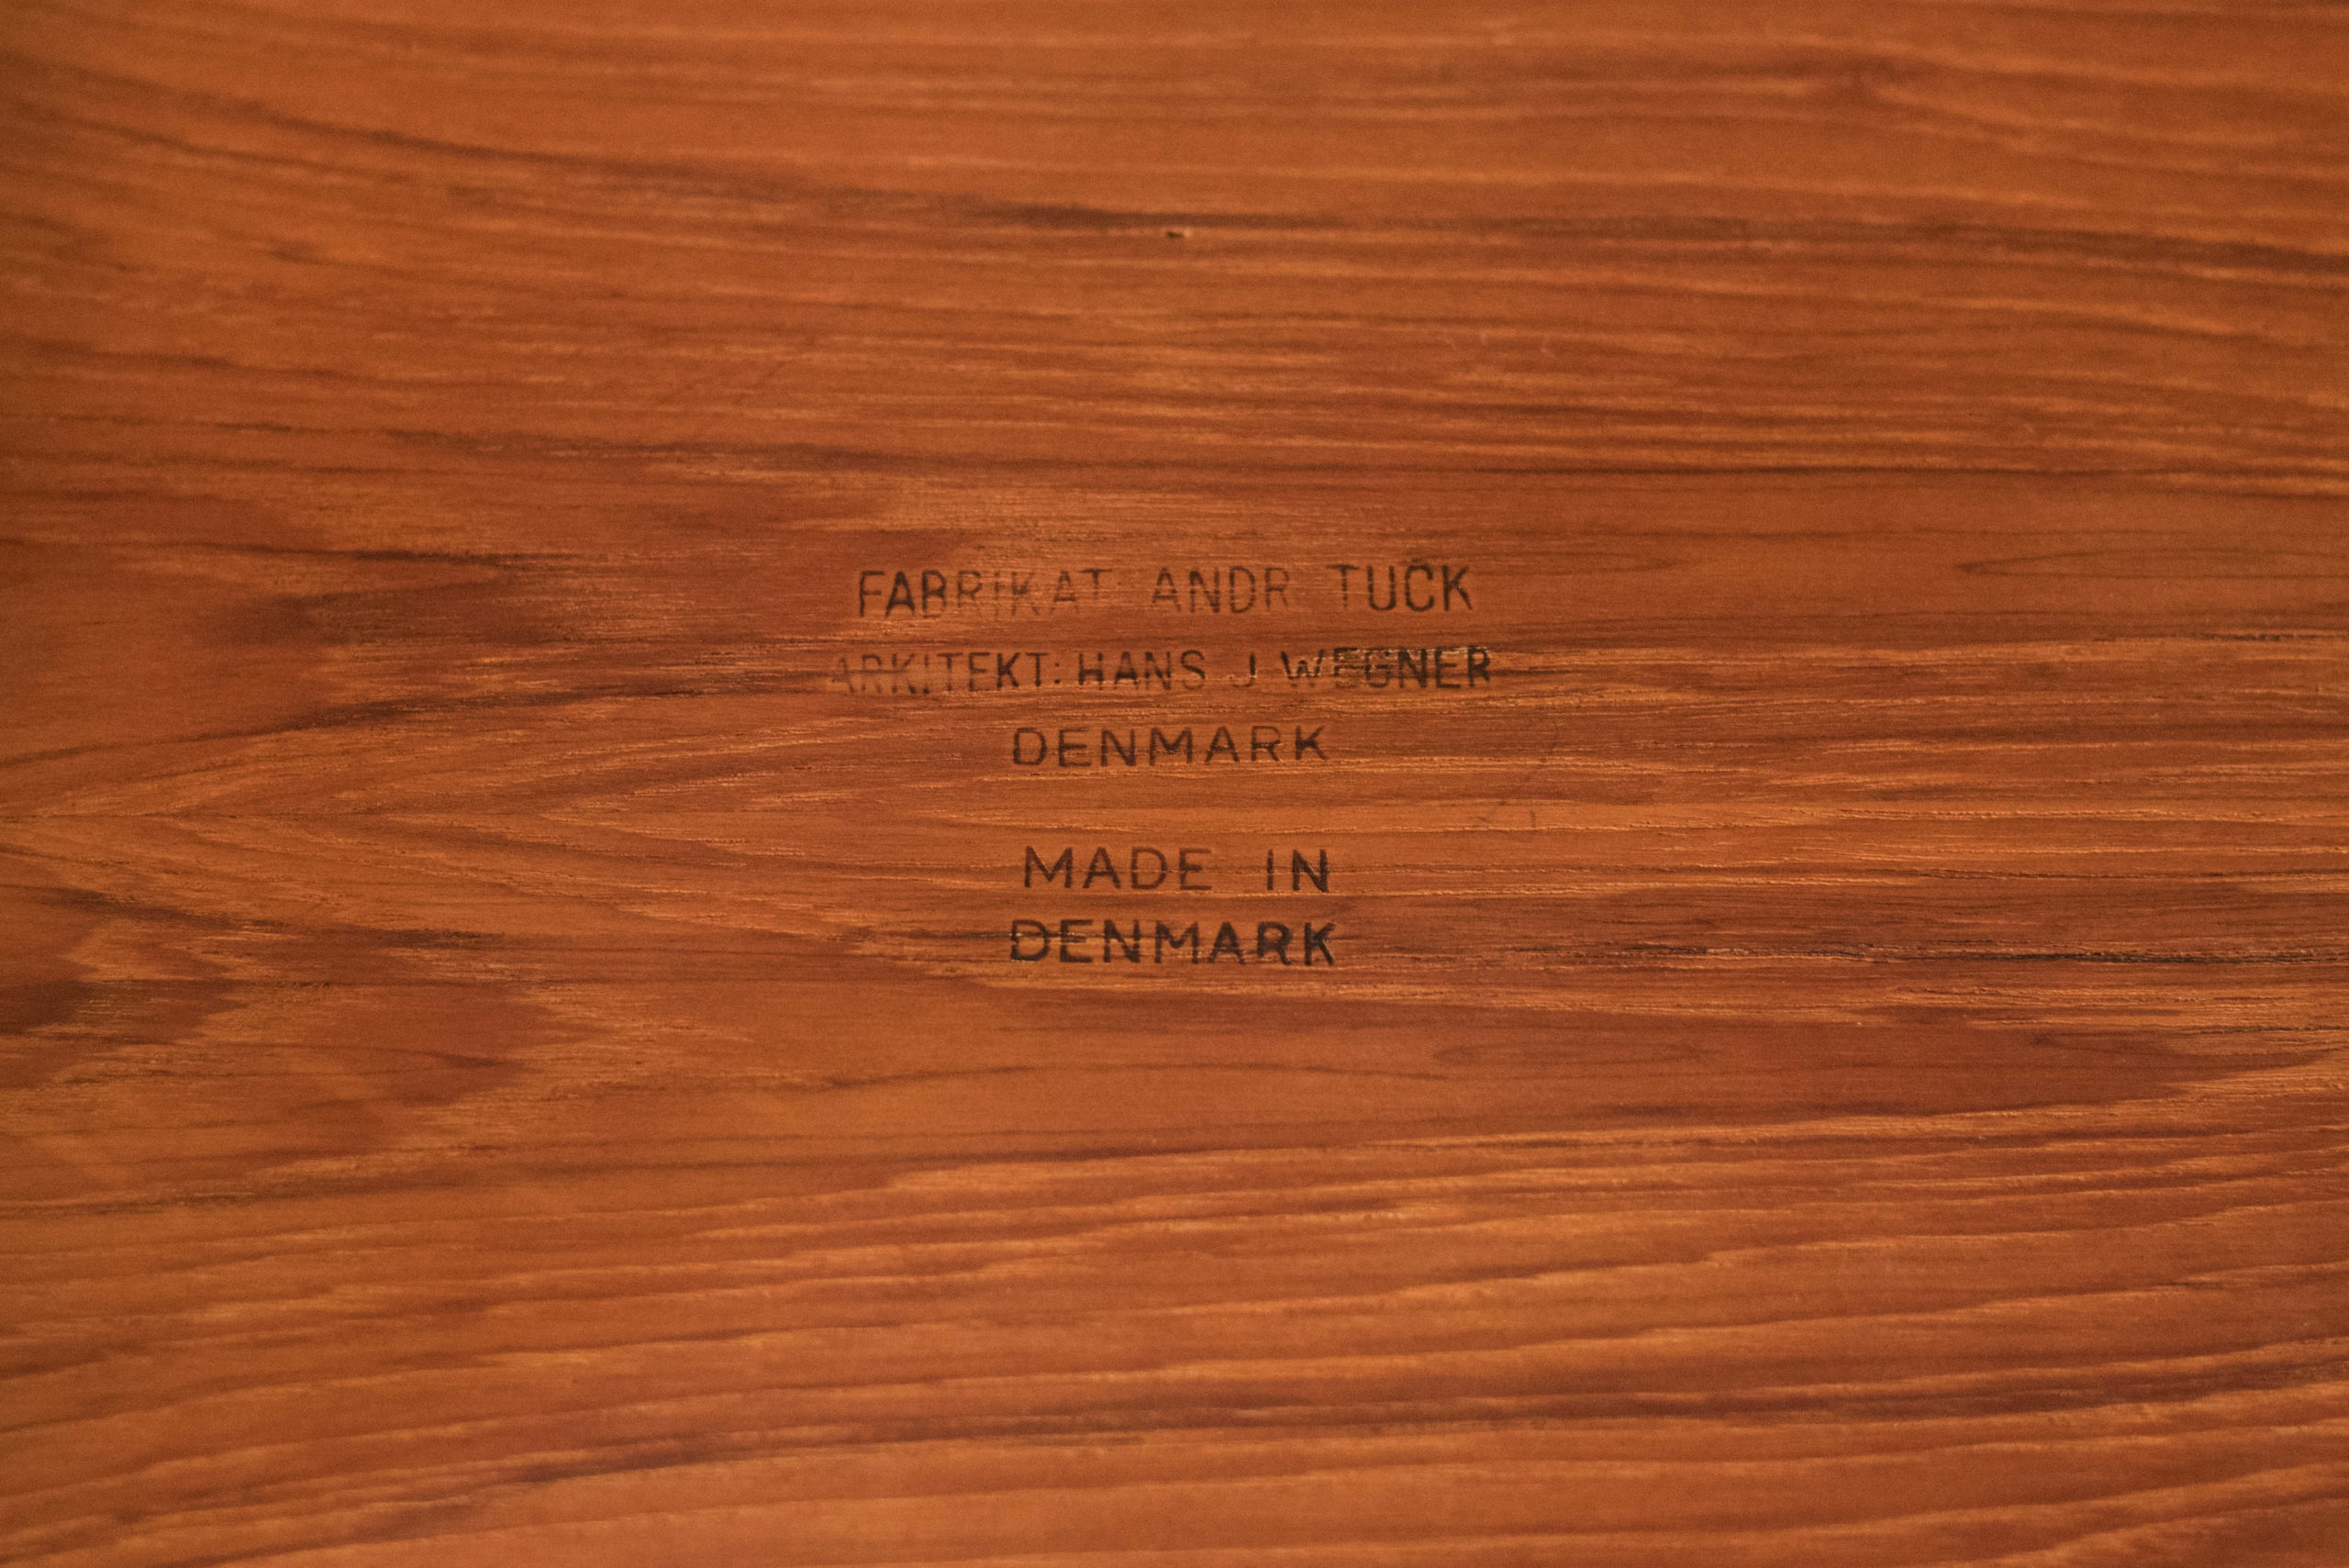 FABRIKAT: ANDR TUCK
ARKITEKT: HANS J WEGNER
DENMARK
MADE IN
DENMARK